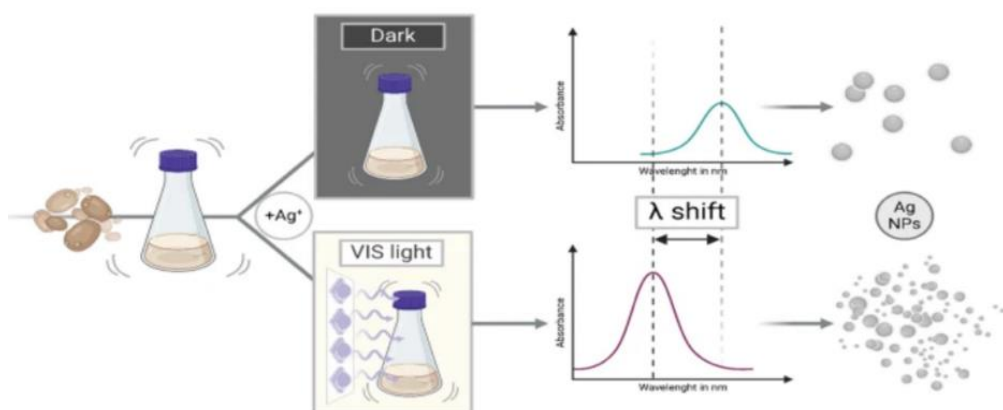 Dark
Absorbance
Wavelenght in nm
+Ag⁺
λ shift
Ag
NPs
VIS light
Absorbance
Wavelenght in nm